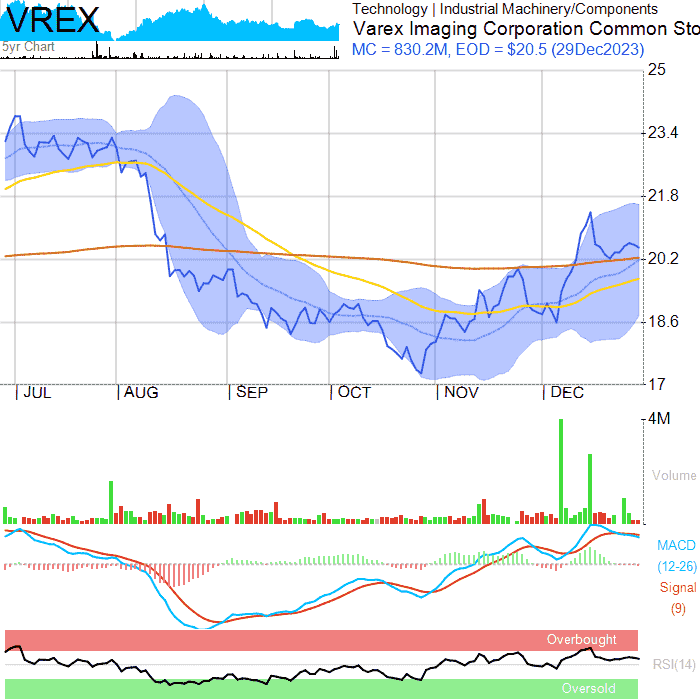 VREX
5yr Chart
Technology | Industrial Machinery/Components
Varex Imaging Corporation Common Sto
MC = 830.2M, EOD = $20.5 (29Dec2023)
25
23.4
21.8
20.2
18.6
17
JUL AUG SEP OCT NOV DEC
4M
Volume
MACD
(12-26)
Signal
(9)
Overbought
RSI(14)
Oversold